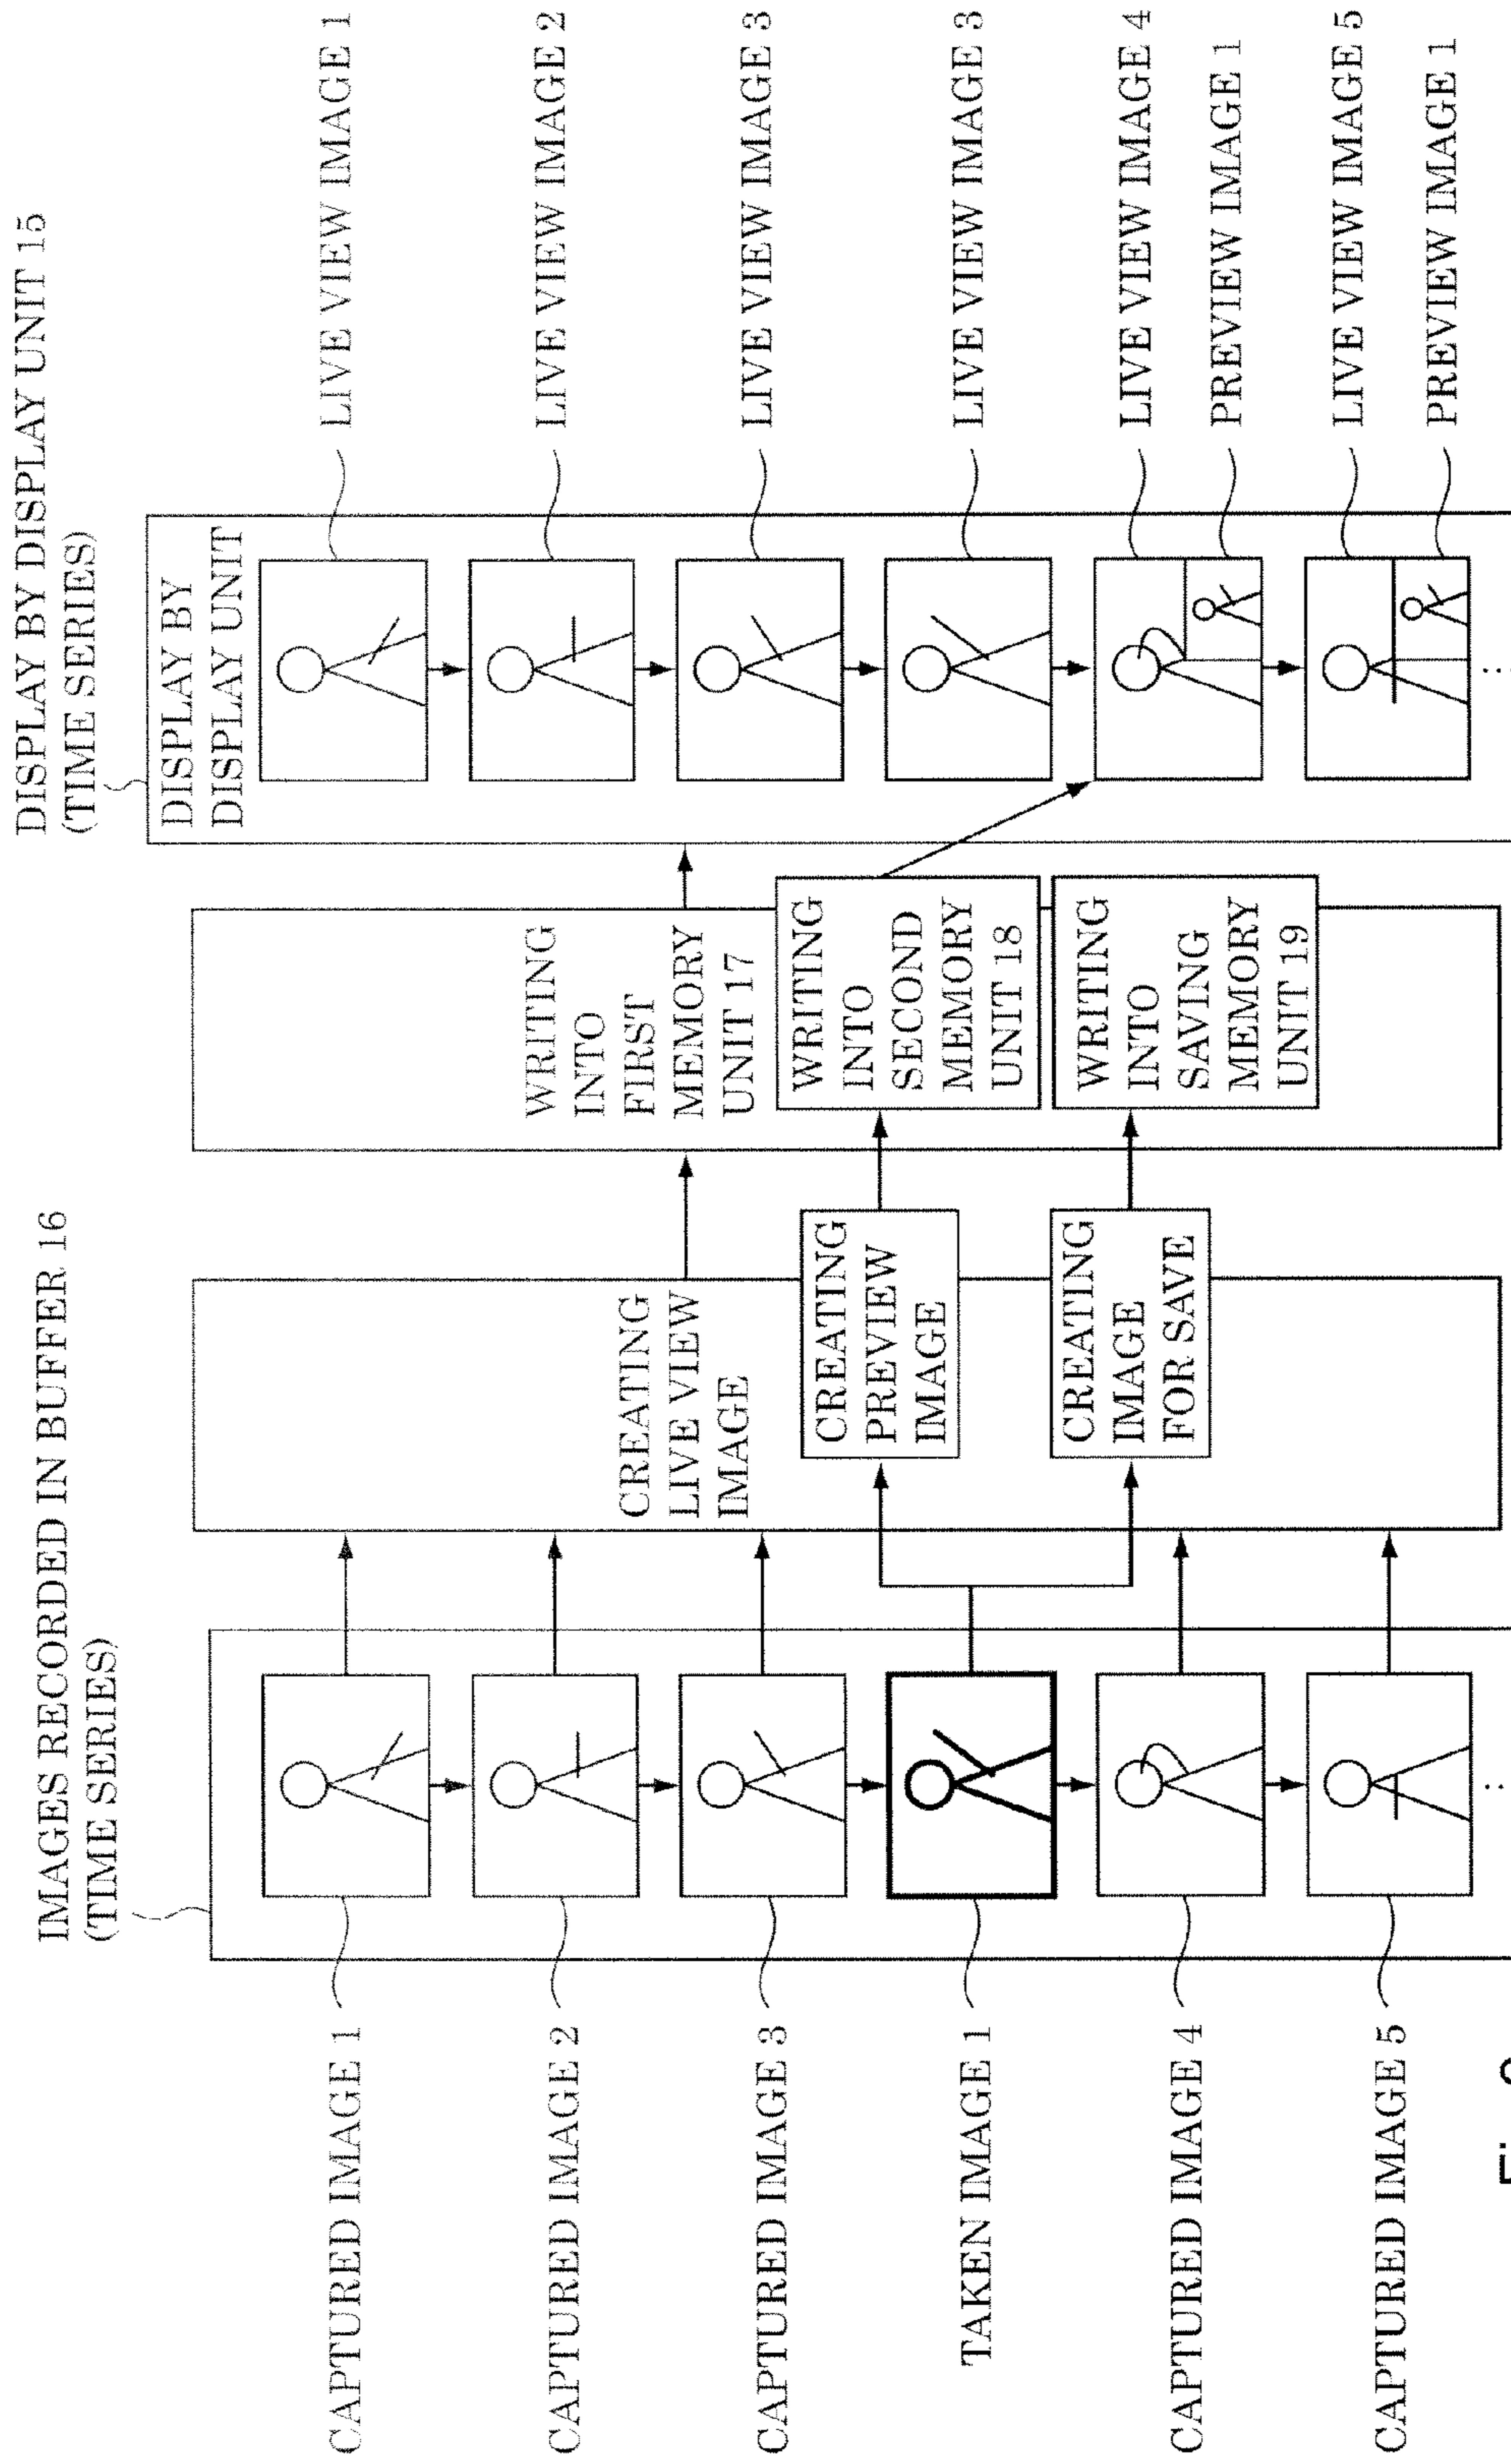 IMAGES RECORDED IN BUFFER 16
(TIME SERIES)
CAPTURED IMAGE 1
CAPTURED IMAGE 2
CAPTURED IMAGE 3
TAKEN IMAGE 1
CAPTURED IMAGE 4
CAPTURED IMAGE 5
CREATING
LIVE VIEW
IMAGE
CREATING
PREVIEW
IMAGE
CREATING
IMAGE
FOR SAVE
WRITING
INTO
FIRST
MEMORY
UNIT 17
WRITING
INTO
SECOND
MEMORY
UNIT 18
WRITING
INTO
SAVING
MEMORY
UNIT 19
DISPLAY BY DISPLAY UNIT 15
(TIME SERIES)
DISPLAY BY
DISPLAY UNIT
LIVE VIEW IMAGE 1
LIVE VIEW IMAGE 2
LIVE VIEW IMAGE 3
LIVE VIEW IMAGE 3
LIVE VIEW IMAGE 4
PREVIEW IMAGE 1
LIVE VIEW IMAGE 5
PREVIEW IMAGE 1